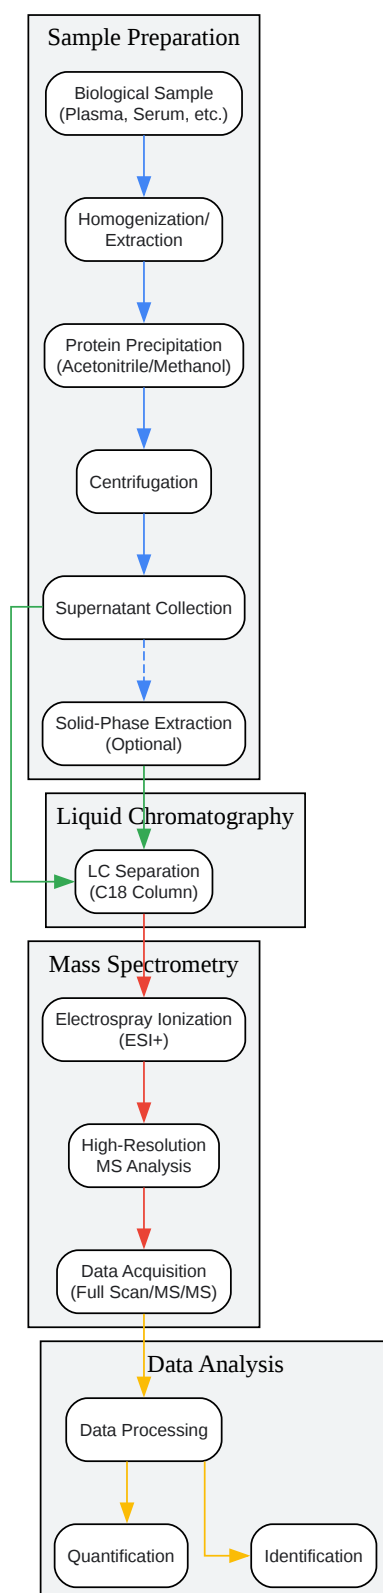 Sample Preparation
Biological Sample
(Plasma, Serum, etc.)
Homogenization/
Extraction
Protein Precipitation
(Acetonitrile/Methanol)
Centrifugation
Supernatant Collection
Solid-Phase Extraction
(Optional)
Liquid Chromatography
LC Separation
(C18 Column)
Mass Spectrometry
Electrospray Ionization
(ESI+)
High-Resolution
MS Analysis
Data Acquisition
(Full Scan/MS/MS)
Data Analysis
Data Processing
Quantification
Identification